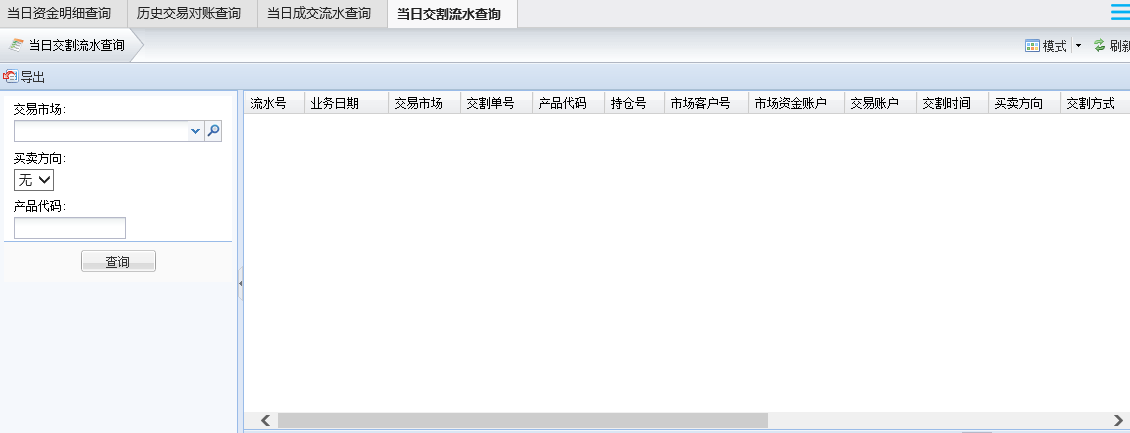 当日资金明细查询 历史交易对账查询 当日成交流水查询 当日交割流水查询
当日交割流水查询 模式 刷新
导出
交易市场:
买卖方向:
无
产品代码:
查询
流水号 业务日期 交易市场 交割单号 产品代码 持仓号 市场客户号 市场资金账户 交易账户 交割时间 买卖方向 交割方式